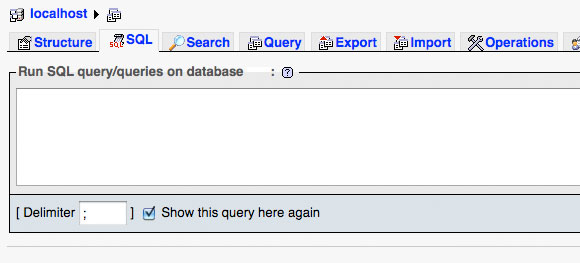 localhost
Structure SQL Search Query Export Import Operations
Run SQL query/queries on database :
[ Delimiter ; ] Show this query here again